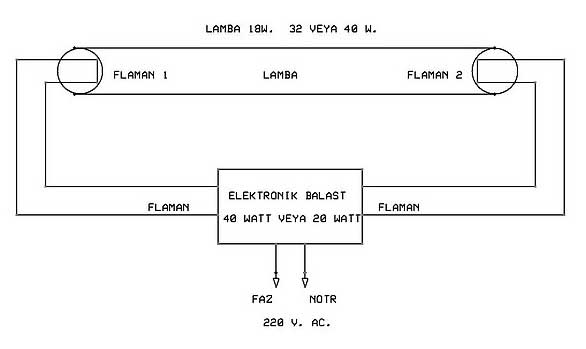 LAMBA 18W. 32 VEYA 40 W.
FLAMAN 1 LAMBA FLAMAN 2
ELEKTRONIK BALAST
FLAMAN 40 WATT VEYA 20 WATT FLAMAN
FAZ NOTR
220 V. AC.